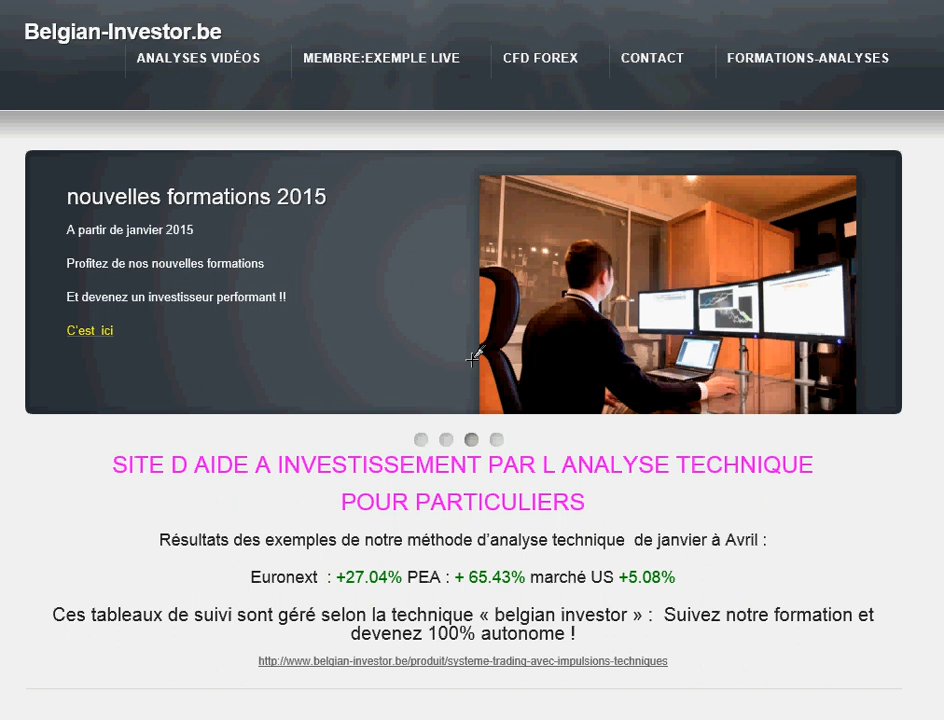 Belgian-Investor.be
ANALYSES VIDÉOS MEMBRE:EXEMPLE LIVE CFD FOREX CONTACT FORMATIONS-ANALYSES
nouvelles formations 2015
A partir de janvier 2015
Profitez de nos nouvelles formations
Et devenez un investisseur performant !!
C'est ici
SITE D AIDE A INVESTISSEMENT PAR L ANALYSE TECHNIQUE
POUR PARTICULIERS
Résultats des exemples de notre méthode d'analyse technique de janvier à Avril :
Euronext : +27.04% PEA : + 65.43% marché US +5.08%
Ces tableaux de suivi sont géré selon la technique « belgian investor » : Suivez notre formation et
devenez 100% autonome !
http://www.belgian-investor.be/produit/systeme-trading-avec-impulsions-techniques